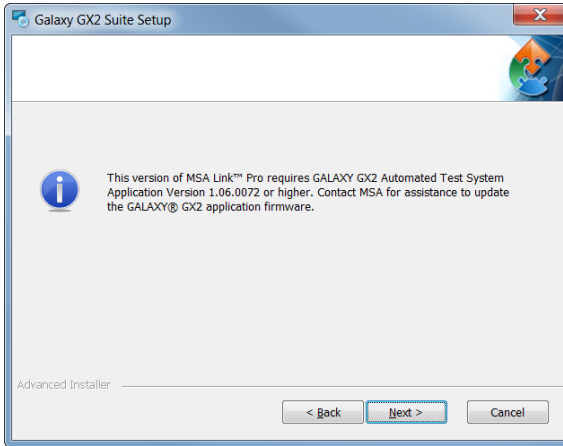 Galaxy GX2 Suite Setup
This version of MSA Link™ Pro requires GALAXY GX2 Automated Test System
Application Version 1.06.0072 or higher. Contact MSA for assistance to update
the GALAXY® GX2 application firmware.
Advanced Installer
< Back Next > Cancel